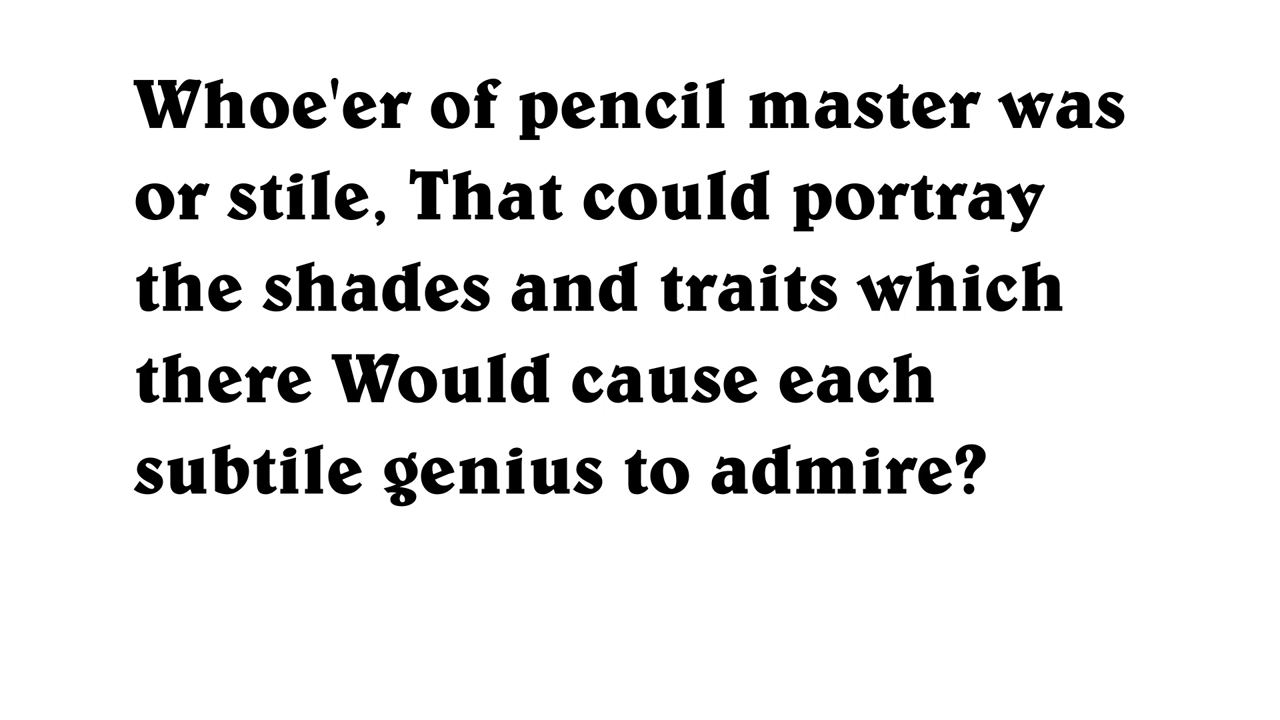 Whoe'er of pencil master was
or stile, That could portray
the shades and traits which
there Would cause each
subtile genius to admire?